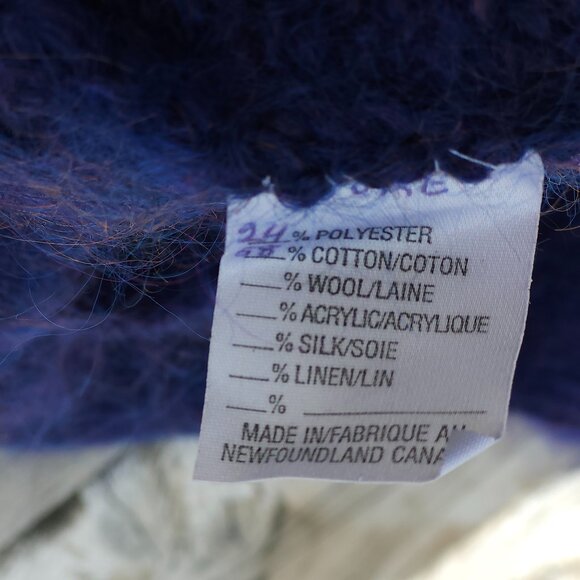 24 % POLYESTER
% COTTON/COTON
% WOOL/LAINE
% ACRYLIC/ACRYLIQUE
% SILK/SOIE
% LINEN/LIN
%
MADE IN/FABRIQUE AU
NEWFOUNDLAND CANA